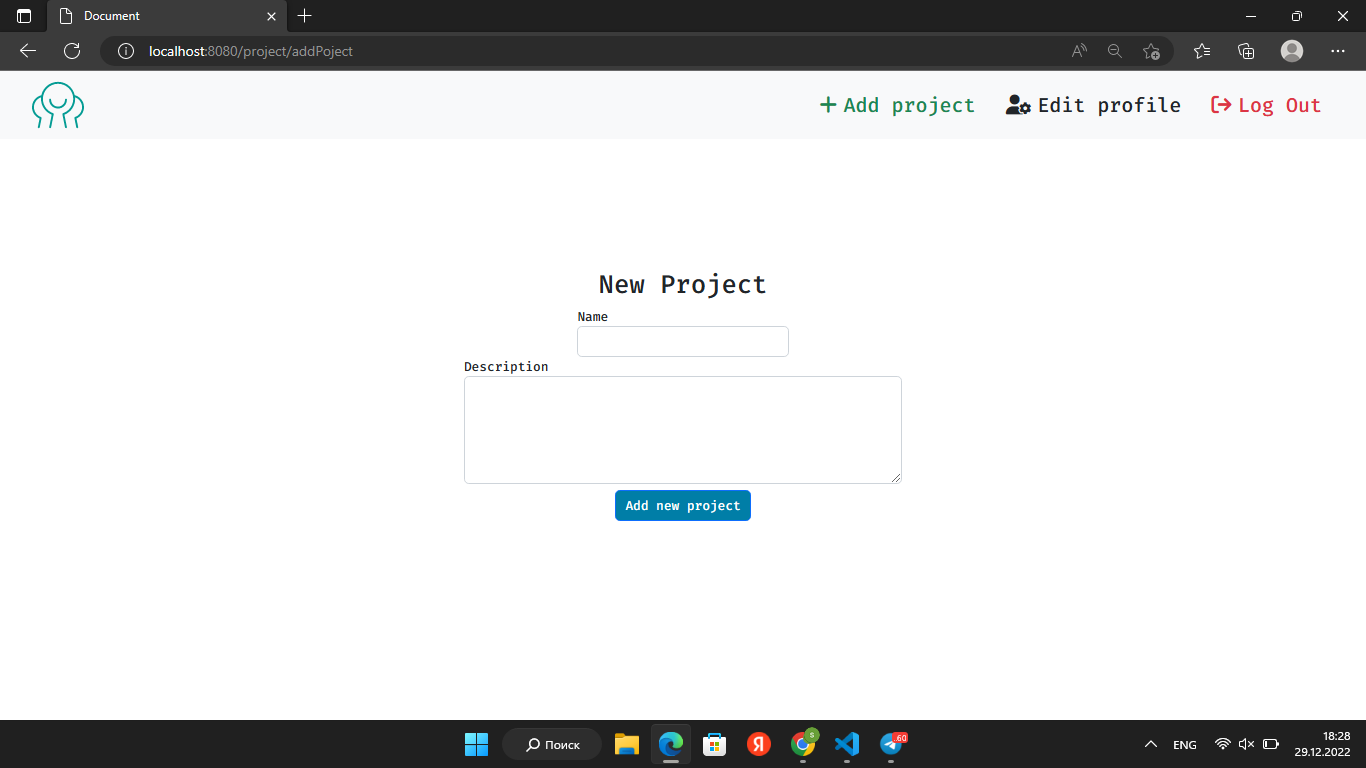 Document
localhost:8080/project/addPoject
Add project
Edit profile
Log Out
New Project
Name
Description
Add new project
Поиск
Я
S
60
ENG
18:28
29.12.2022